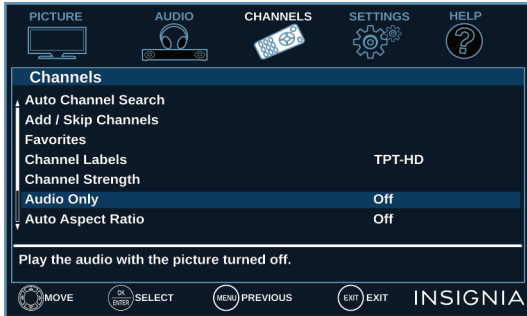 PICTURE AUDIO CHANNELS SETTINGS HELP
?
Channels
Auto Channel Search
Add / Skip Channels
Favorites
Channel Labels TPT-HD
Channel Strength
Audio Only Off
Auto Aspect Ratio Off
Play the audio with the picture turned off.
MOVE OK ENTER SELECT MENU PREVIOUS EXIT EXIT INSIGNIA